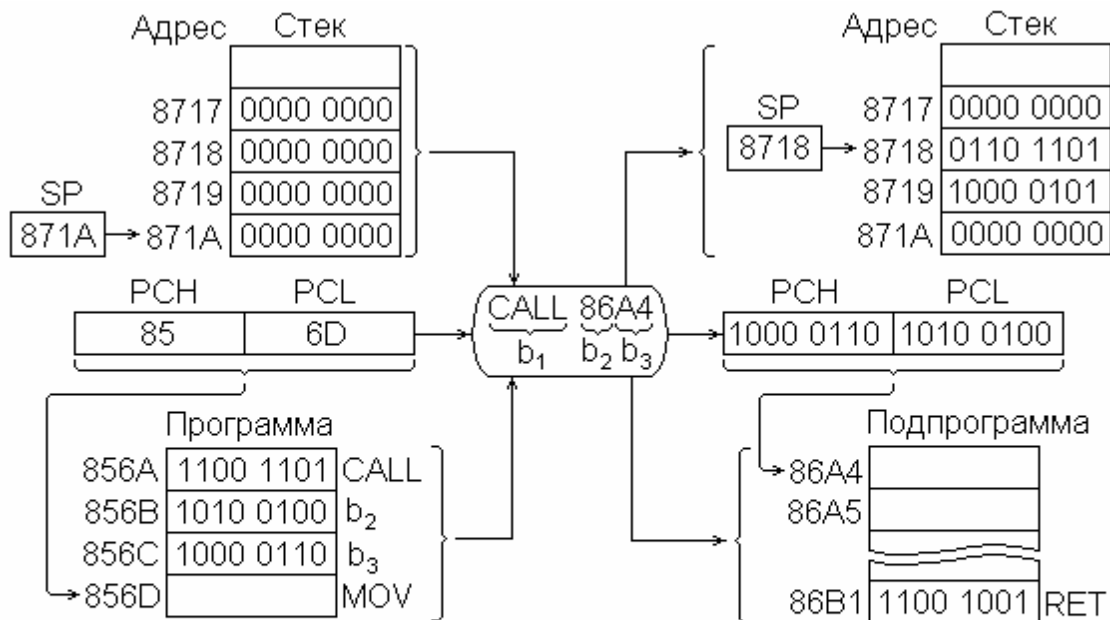 Адрес Стек
8717 0000 0000
8718 0000 0000
8719 0000 0000
SP
871A 871A 0000 0000
Адрес Стек
8717 0000 0000
SP
8718 8718 0110 1101
8719 1000 0101
871A 0000 0000
PCH PCL
85 6D
CALL 86A4
b1 b2 b3
PCH PCL
1000 0110 1010 0100
Программа
856A 1100 1101 CALL
856B 1010 0100 b2
856C 1000 0110 b3
856D MOV
Подпрограмма
86A4
86A5
86B1 1100 1001 RET